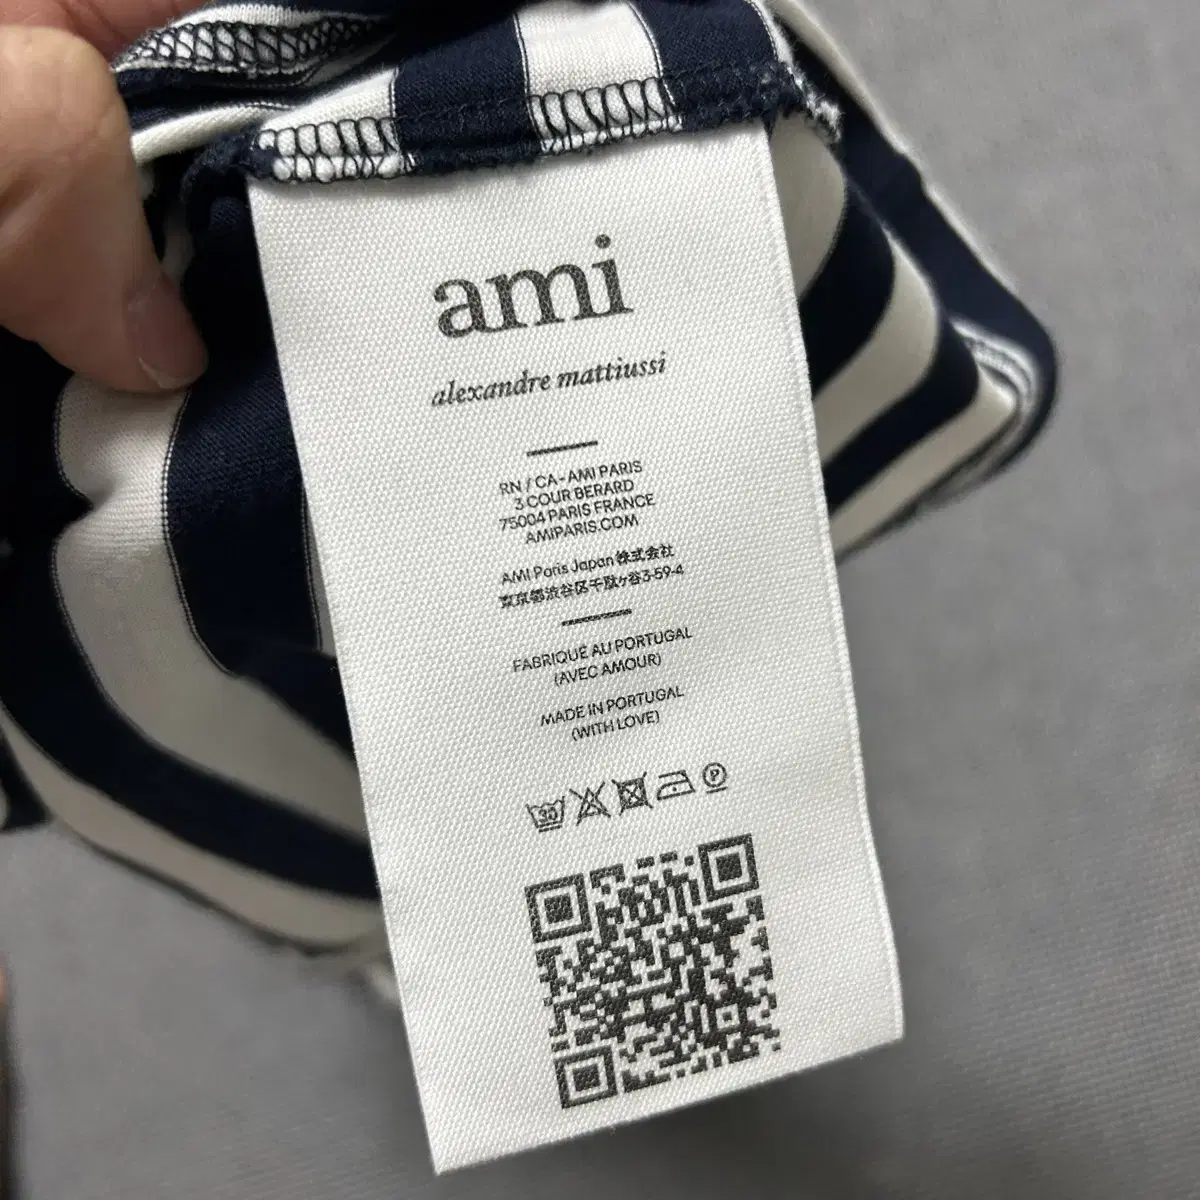 ami
alexandre mattiussi
RN / CA - AMI PARIS
3 COUR BERARD
75004 PARIS FRANCE
AMIPARIS.COM
AMI Paris Japan 株式会社
東京都渋谷区千駄ヶ谷3-59-4
FABRIQUE AU PORTUGAL
(AVEC AMOUR)
MADE IN PORTUGAL
(WITH LOVE)
30 P